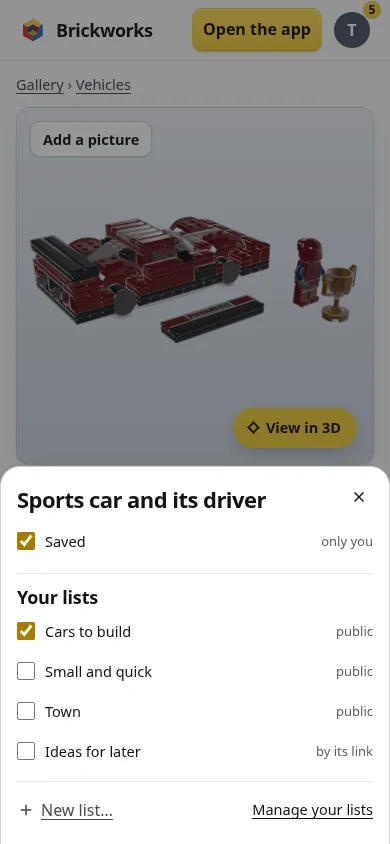 Brickworks
Open the app
T
5
Gallery › Vehicles
Add a picture
View in 3D
Sports car and its driver
Saved
only you
Your lists
Cars to build
public
Small and quick
public
Town
public
Ideas for later
by its link
New list...
Manage your lists